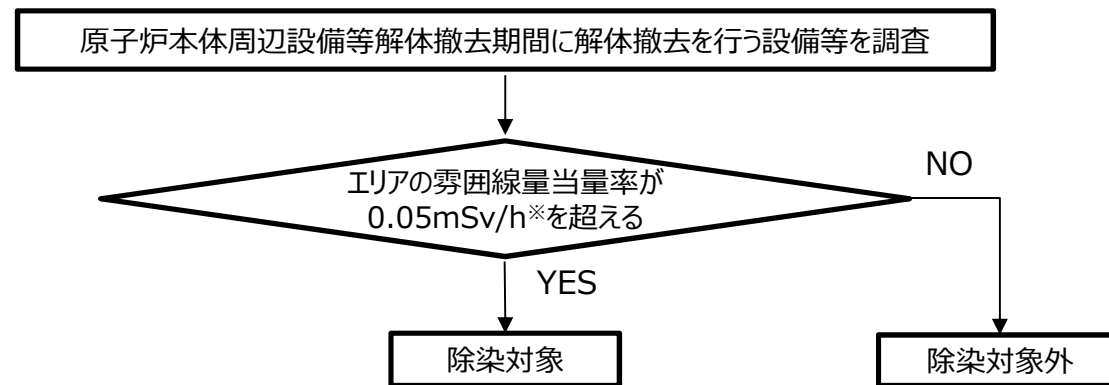 原子炉本体周辺設備等解体撤去期間に解体撤去を行う設備等を調査
エリアの雰囲線量当量率が
0.05mSv/h※を超える
NO
YES
除染対象
除染対象外